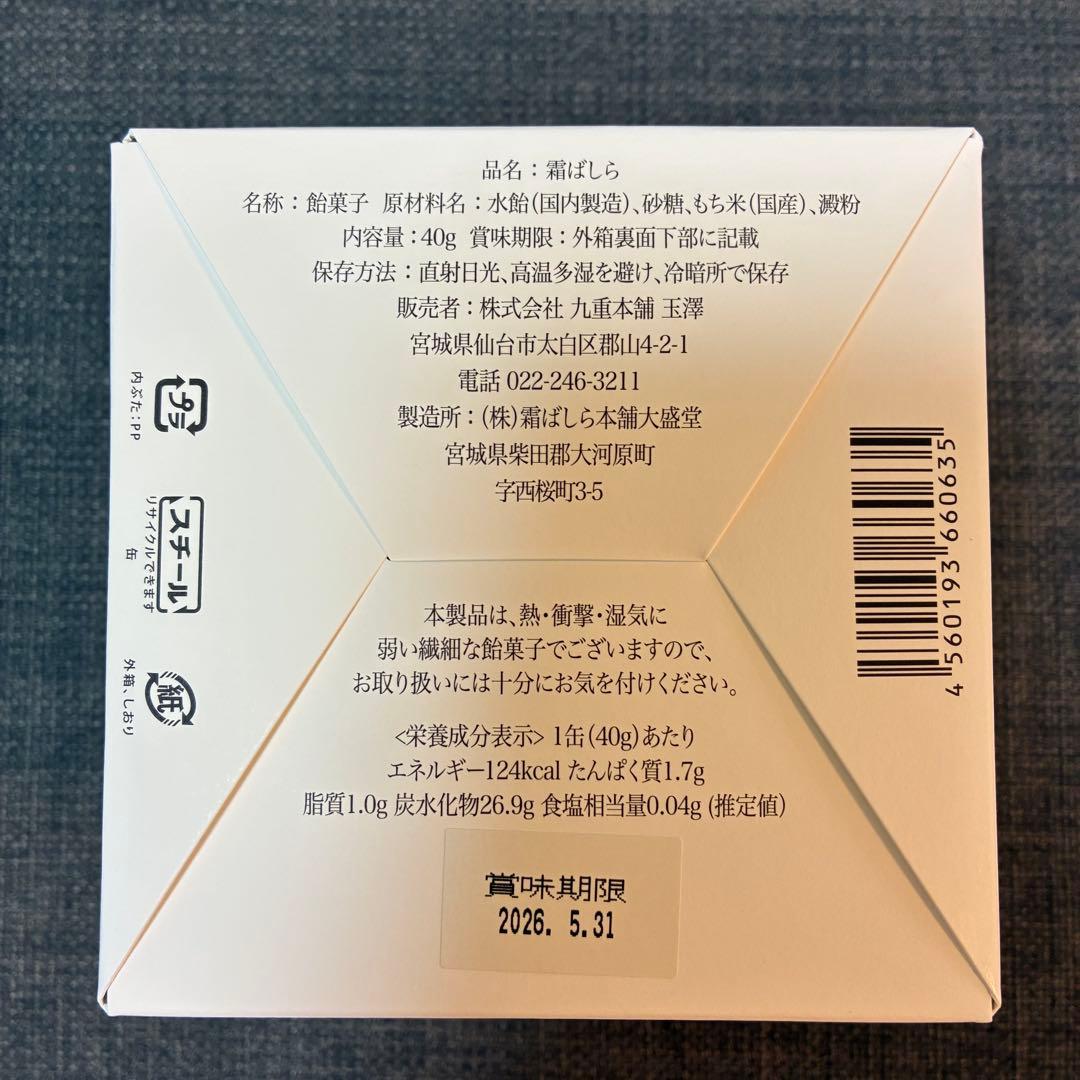 品名：霜ばしら
名称：飴菓子 原材料名：水飴(国内製造)、砂糖、もち米(国産)、澱粉
内容量：40g 賞味期限：外箱裏面下部に記載
保存方法：直射日光、高温多湿を避け、冷暗所で保存
販売者：株式会社 九重本舗 玉澤
宮城県仙台市太白区郡山4-2-1
電話 022-246-3211
製造所：(株)霜ばしら本舗大盛堂
宮城県柴田郡大河原町
字西桜町3-5
プラ
内ぶた：PP
スチール
リサイクルできます
缶
紙
外箱、しおり
4560193660635
本製品は、熱・衝撃・湿気に
弱い繊細な飴菓子でございますので、
お取り扱いには十分にお気を付けください。
<栄養成分表示> 1缶(40g)あたり
エネルギー124kcal たんぱく質1.7g
脂質1.0g 炭水化物26.9g 食塩相当量0.04g (推定値)
賞味期限
2026. 5.31